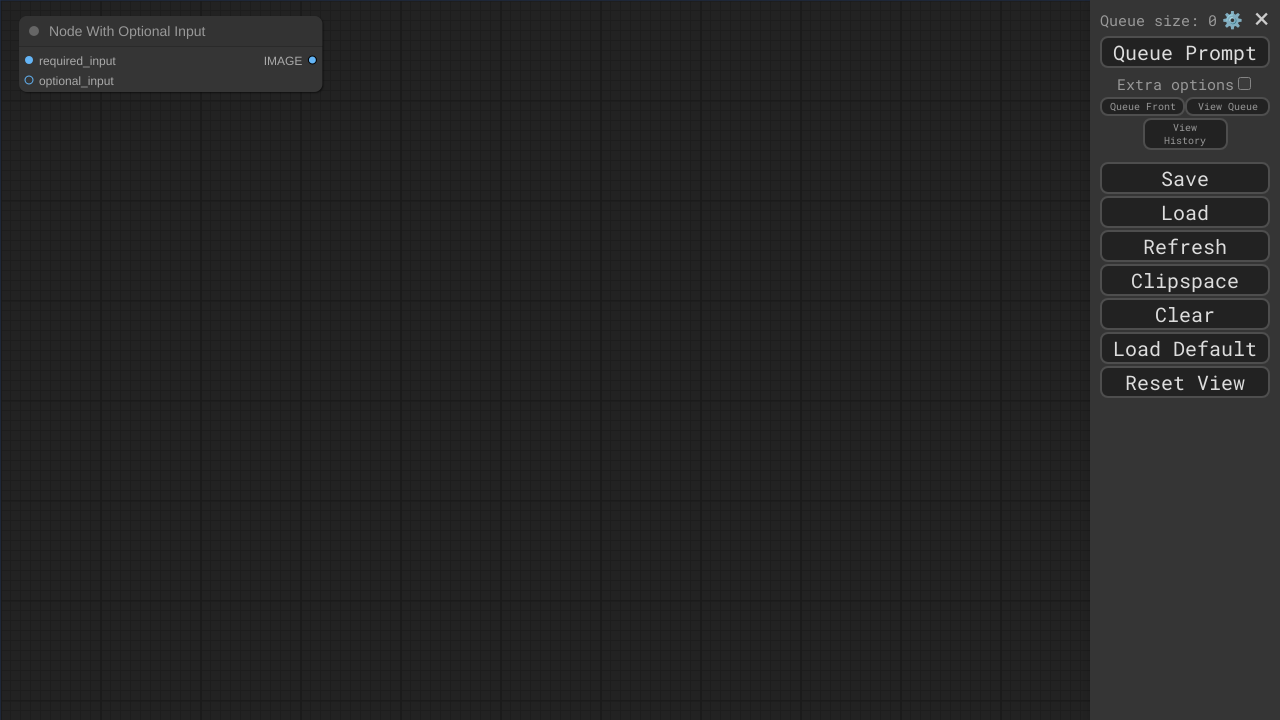 Node With Optional Input
required_input IMAGE
optional_input
Queue size: 0
Queue Prompt
Extra options
Queue Front View Queue
View
History
Save
Load
Refresh
Clipspace
Clear
Load Default
Reset View